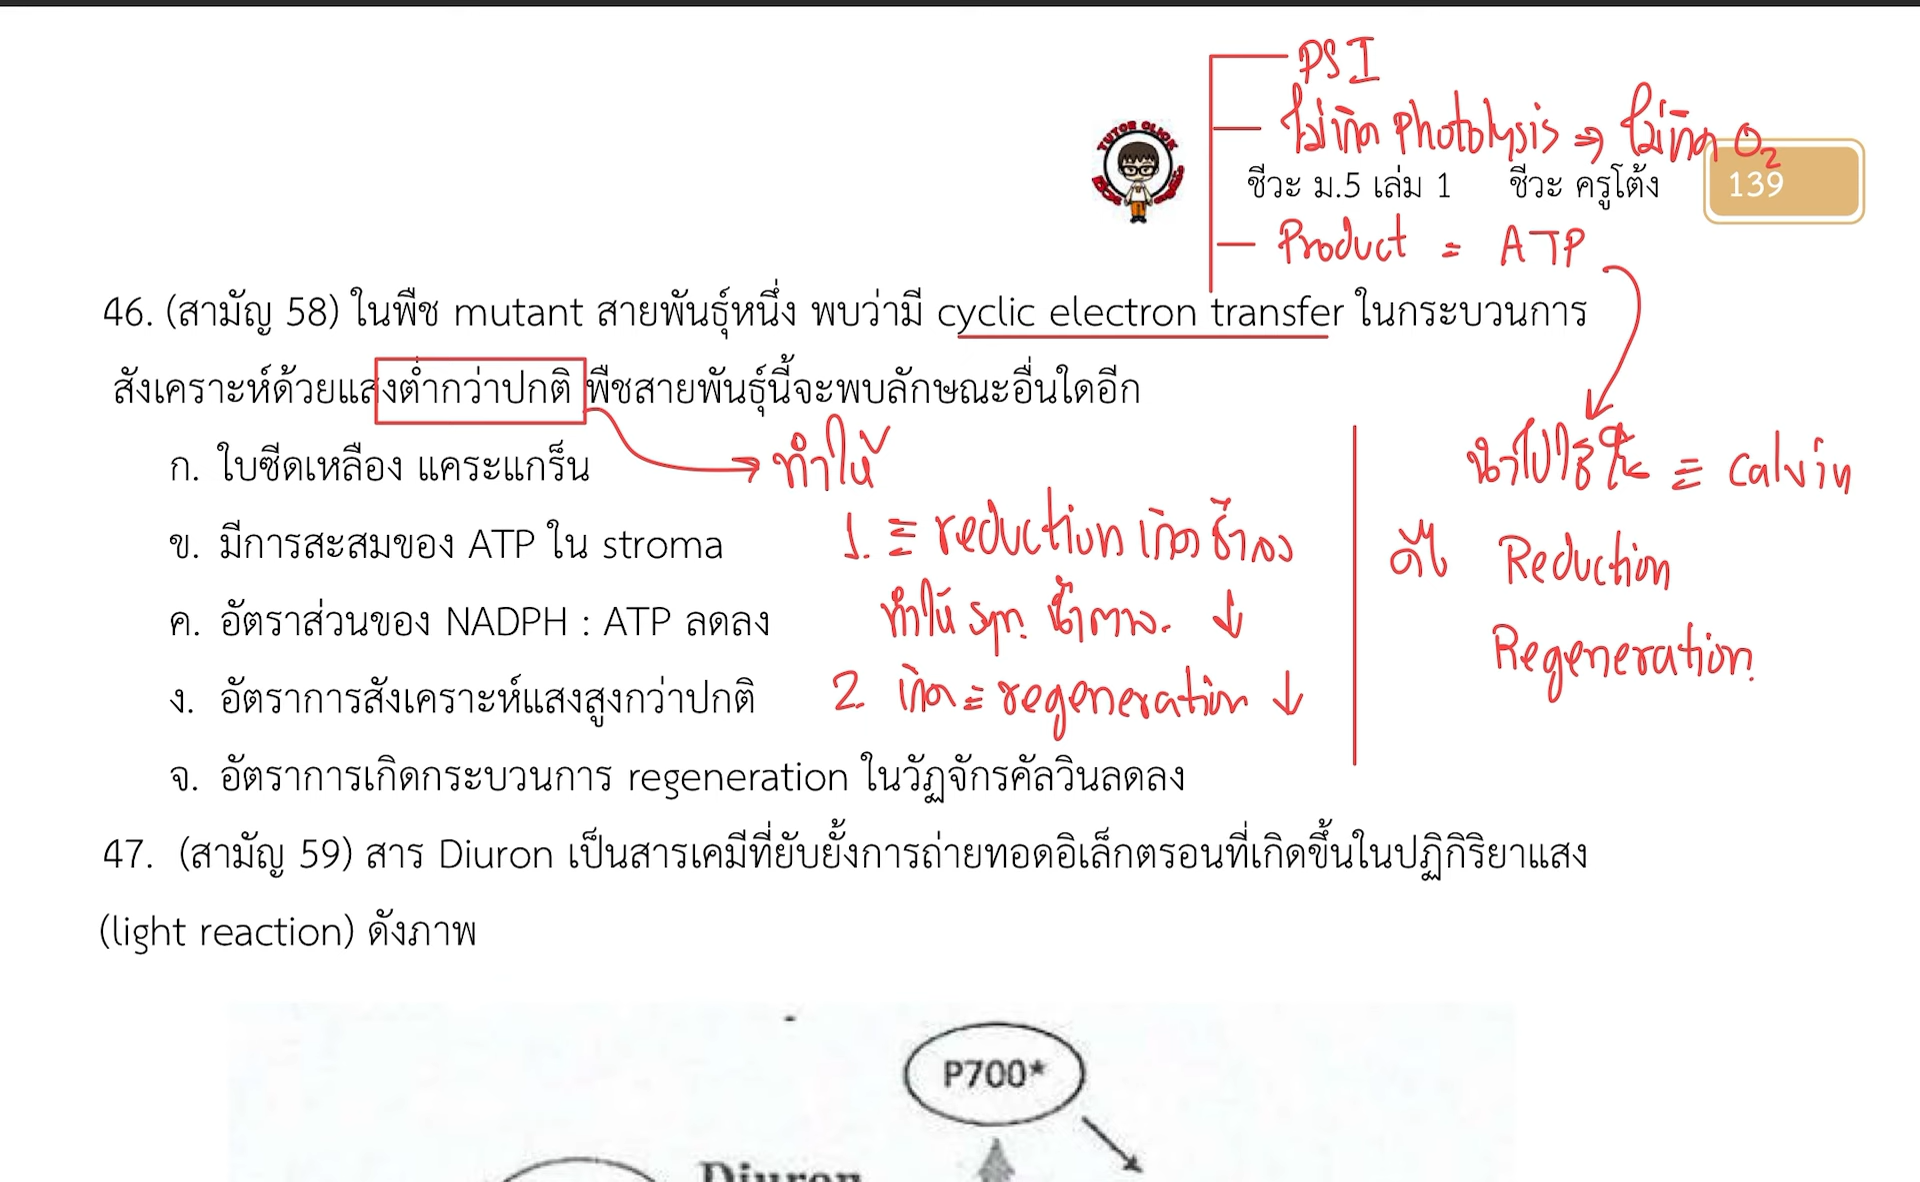 PSI
ไม่เกิด Photolysis ⇒ ไม่เกิด O2
TUTOR CLICK
ชีวะ ม.5 เล่ม 1 ชีวะ ครูโต้ง 139
Product = ATP
46. (สามัญ 58) ในพืช mutant สายพันธุ์หนึ่ง พบว่ามี cyclic electron transfer ในกระบวนการ
สังเคราะห์ด้วยแสงต่ำกว่าปกติ พืชสายพันธุ์นี้จะพบลักษณะอื่นใดอีก
ก. ใบซีดเหลือง แคระแกร็น
ทำให้
นำไปใช้ใน ≡ Calvin
ข. มีการสะสมของ ATP ใน stroma
1. ≡ reduction เกิดช้าลง
Reduction
ค. อัตราส่วนของ NADPH : ATP ลดลง
ทำให้ syn. น้ำตาล ↓
Regeneration
ง. อัตราการสังเคราะห์แสงสูงกว่าปกติ
2. เกิด ≡ regeneration ↓
จ. อัตราการเกิดกระบวนการ regeneration ในวัฏจักรคัลวินลดลง
47. (สามัญ 59) สาร Diuron เป็นสารเคมีที่ยับยั้งการถ่ายทอดอิเล็กตรอนที่เกิดขึ้นในปฏิกิริยาแสง
(light reaction) ดังภาพ
P700*
Diuron